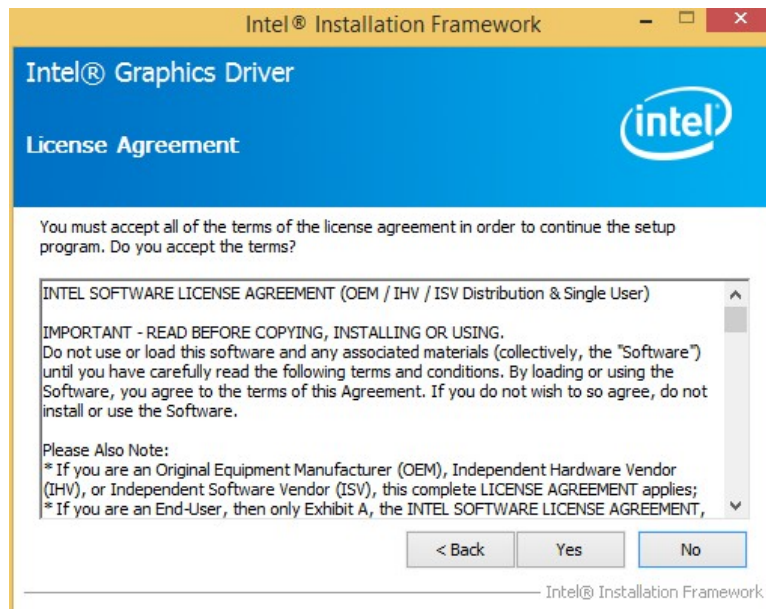 Intel® Installation Framework
Intel® Graphics Driver
License Agreement
intel
You must accept all of the terms of the license agreement in order to continue the setup
program. Do you accept the terms?
INTEL SOFTWARE LICENSE AGREEMENT (OEM / IHV / ISV Distribution & Single User)
IMPORTANT - READ BEFORE COPYING, INSTALLING OR USING.
Do not use or load this software and any associated materials (collectively, the "Software")
until you have carefully read the following terms and conditions. By loading or using the
Software, you agree to the terms of this Agreement. If you do not wish to so agree, do not
install or use the Software.
Please Also Note:
* If you are an Original Equipment Manufacturer (OEM), Independent Hardware Vendor
(IHV), or Independent Software Vendor (ISV), this complete LICENSE AGREEMENT applies;
* If you are an End-User, then only Exhibit A, the INTEL SOFTWARE LICENSE AGREEMENT,
< Back
Yes
No
Intel® Installation Framework